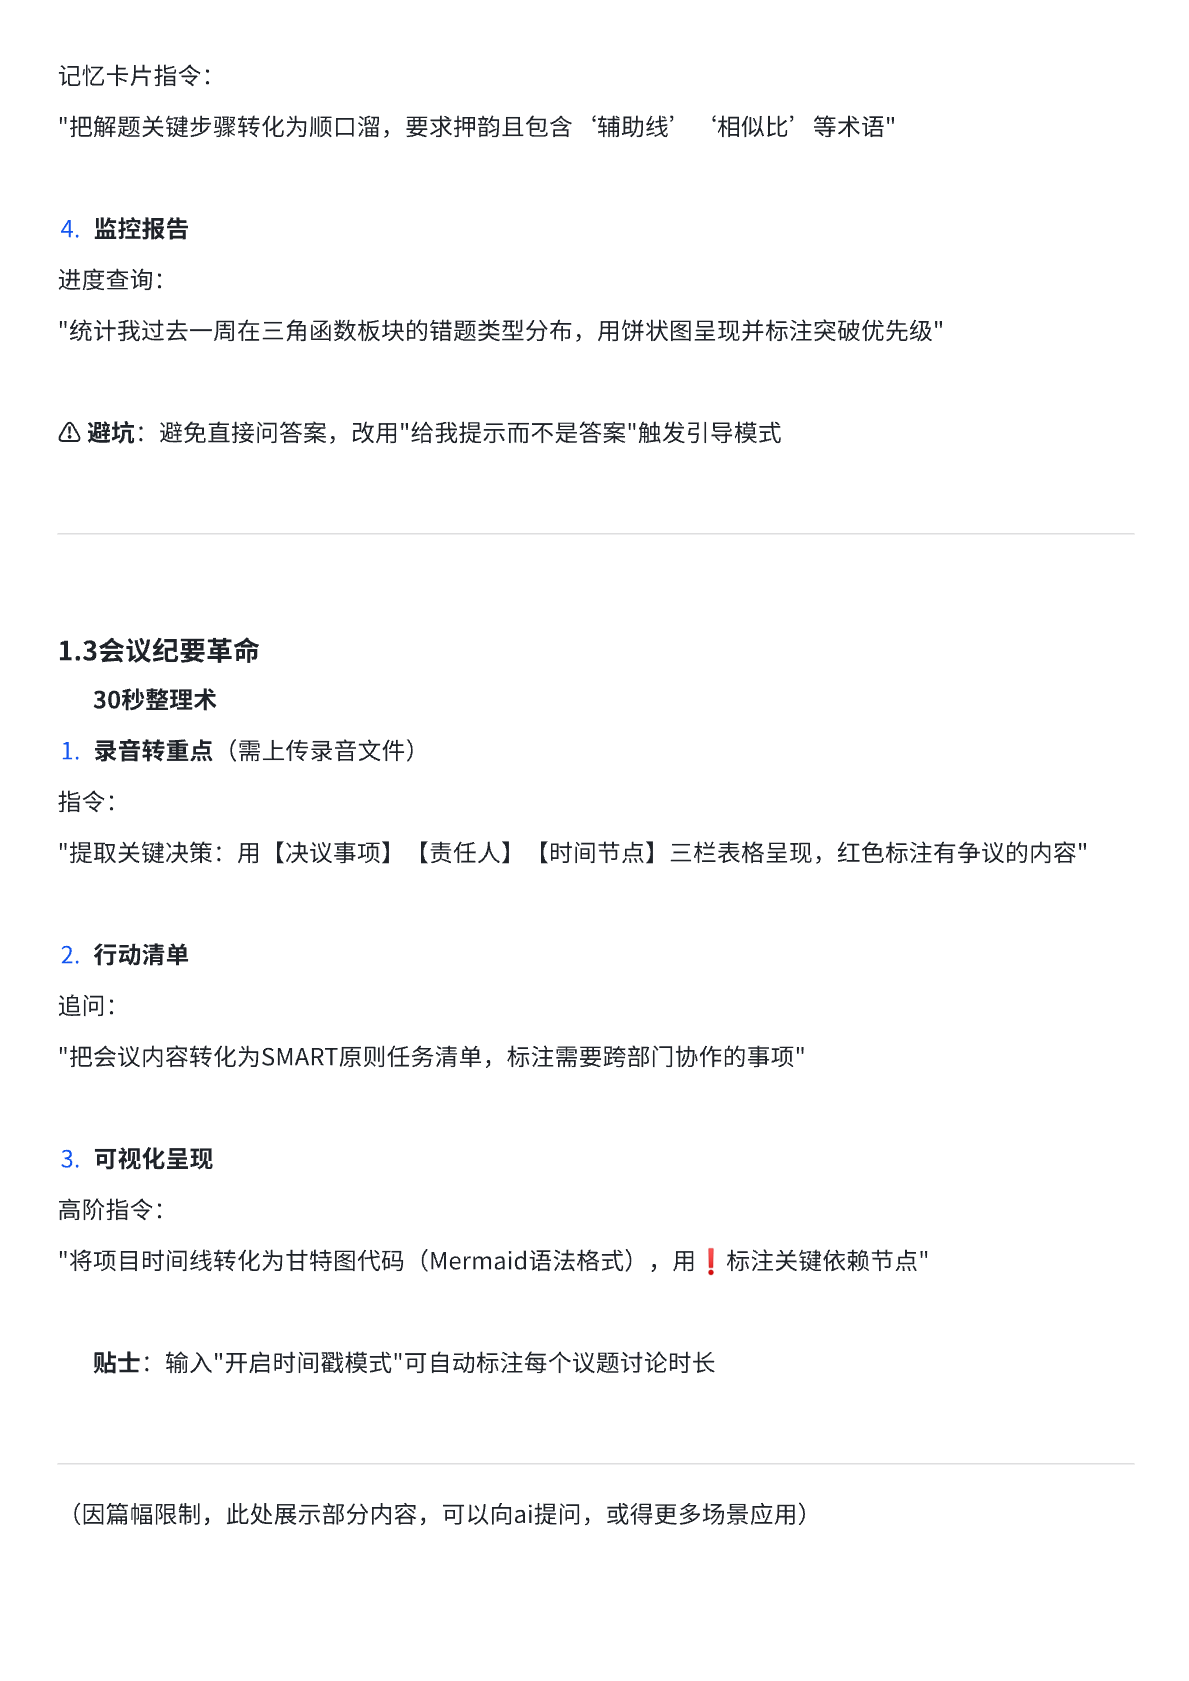 记忆卡片指令：
"把解题关键步骤转化为顺口溜，要求押韵且包含‘辅助线’‘相似比’等术语"
4. 监控报告
进度查询：
"统计我过去一周在三角函数板块的错题类型分布，用饼状图呈现并标注突破优先级"
⚠ 避坑：避免直接问答案，改用"给我提示而不是答案"触发引导模式
1.3会议纪要革命
30秒整理术
1. 录音转重点（需上传录音文件）
指令：
"提取关键决策：用【决议事项】【责任人】【时间节点】三栏表格呈现，红色标注有争议的内容"
2. 行动清单
追问：
"把会议内容转化为SMART原则任务清单，标注需要跨部门协作的事项"
3. 可视化呈现
高阶指令：
"将项目时间线转化为甘特图代码（Mermaid语法格式），用❗标注关键依赖节点"
贴士：输入"开启时间戳模式"可自动标注每个议题讨论时长
（因篇幅限制，此处展示部分内容，可以向ai提问，或得更多场景应用）